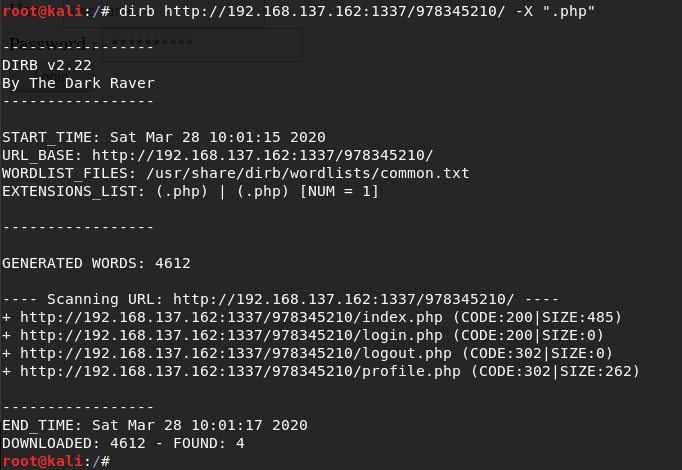 root@kali:/# dirb http://192.168.137.162:1337/978345210/ -X ".php"
Password : **********
-----------------
DIRB v2.22
By The Dark Raver
-----------------
START_TIME: Sat Mar 28 10:01:15 2020
URL_BASE: http://192.168.137.162:1337/978345210/
WORDLIST_FILES: /usr/share/dirb/wordlists/common.txt
EXTENSIONS_LIST: (.php) | (.php) [NUM = 1]
-----------------
GENERATED WORDS: 4612
---- Scanning URL: http://192.168.137.162:1337/978345210/ ----
+ http://192.168.137.162:1337/978345210/index.php (CODE:200|SIZE:485)
+ http://192.168.137.162:1337/978345210/login.php (CODE:200|SIZE:0)
+ http://192.168.137.162:1337/978345210/logout.php (CODE:302|SIZE:0)
+ http://192.168.137.162:1337/978345210/profile.php (CODE:302|SIZE:262)
-----------------
END_TIME: Sat Mar 28 10:01:17 2020
DOWNLOADED: 4612 - FOUND: 4
root@kali:/#